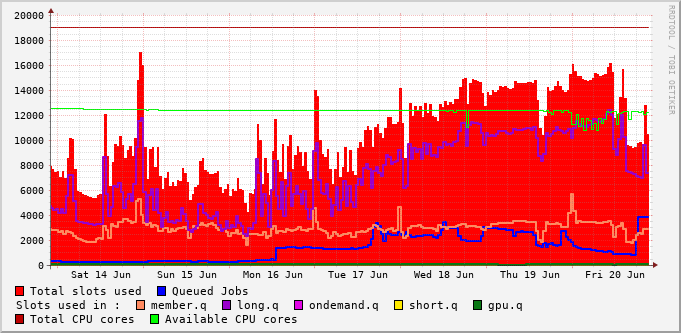 20000
18000
16000
14000
12000
10000
8000
6000
4000
2000
0
Sat 14 Jun Sun 15 Jun Mon 16 Jun Tue 17 Jun Wed 18 Jun Thu 19 Jun Fri 20 Jun
RRDTOOL / TOBI OETIKER
Total slots used Queued Jobs
Slots used in : member.q long.q ondemand.q short.q gpu.q
Total CPU cores Available CPU cores